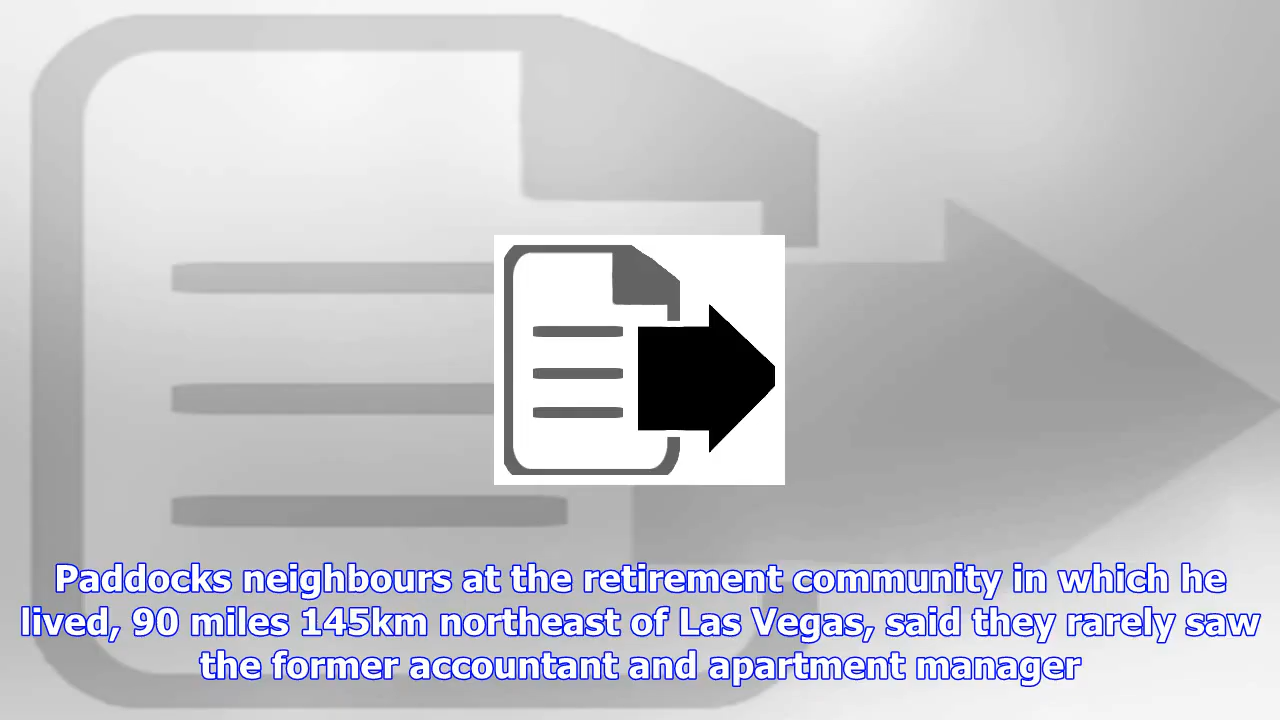 Paddocks neighbours at the retirement community in which he
lived, 90 miles 145km northeast of Las Vegas, said they rarely saw
the former accountant and apartment manager